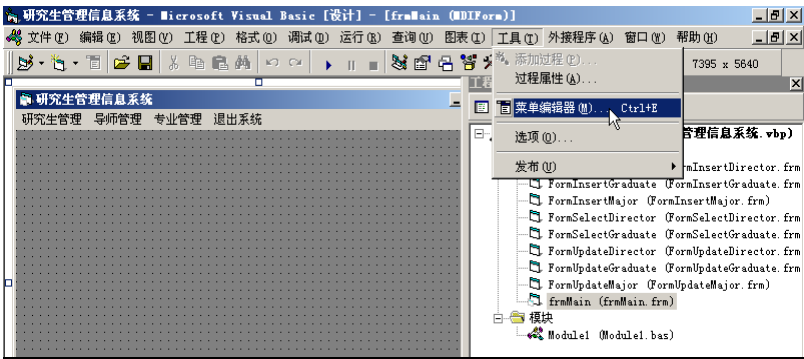 研究生管理信息系统 - Microsoft Visual Basic [设计] - [frmMain (MDIForm)]
文件(F) 编辑(E) 视图(V) 工程(P) 格式(O) 调试(D) 运行(R) 查询(U) 图表(I) 工具(T) 外接程序(A) 窗口(W) 帮助(H)
添加过程(P)...
7395 x 5640
过程属性(A)...
菜单编辑器(M)... Ctrl+E
选项(O)...
发布(U)
研究生管理信息系统
研究生管理 导师管理 专业管理 退出系统
管理信息系统.vbp)
rmInsertDirector.frm
FormInsertGraduate (FormInsertGraduate.frm
FormInsertMajor (FormInsertMajor.frm)
FormSelectDirector (FormSelectDirector.frm
FormSelectGraduate (FormSelectGraduate.frm
FormUpdateDirector (FormUpdateDirector.frm
FormUpdateGraduate (FormUpdateGraduate.frm
FormUpdateMajor (FormUpdateMajor.frm)
frmMain (frmMain.frm)
模块
Module1 (Module1.bas)